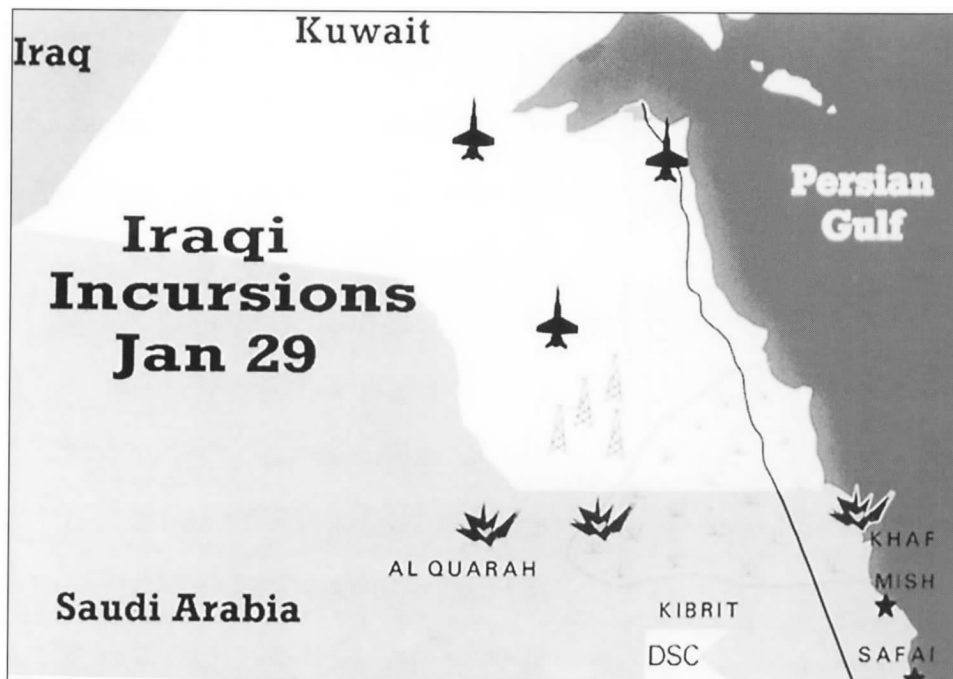 Kuwait
Iraq
Persian
Gulf
Iraqi
Incursions
Jan 29
KHAF
AL QUARAH
MISH
Saudi Arabia
KIBRIT
DSC
SAFAI